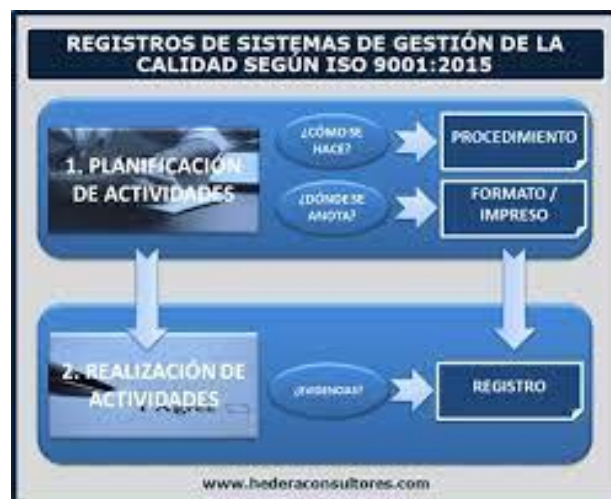 REGISTROS DE SISTEMAS DE GESTIÓN DE LA
CALIDAD SEGÚN ISO 9001:2015
1. PLANIFICACIÓN
DE ACTIVIDADES
¿CÓMO SE
HACE?
PROCEDIMIENTO
¿DÓNDE SE
ANOTA?
FORMATO /
IMPRESO
2. REALIZACIÓN DE
ACTIVIDADES
¿EVIDENCIAS?
REGISTRO
www.hederaconsultores.com